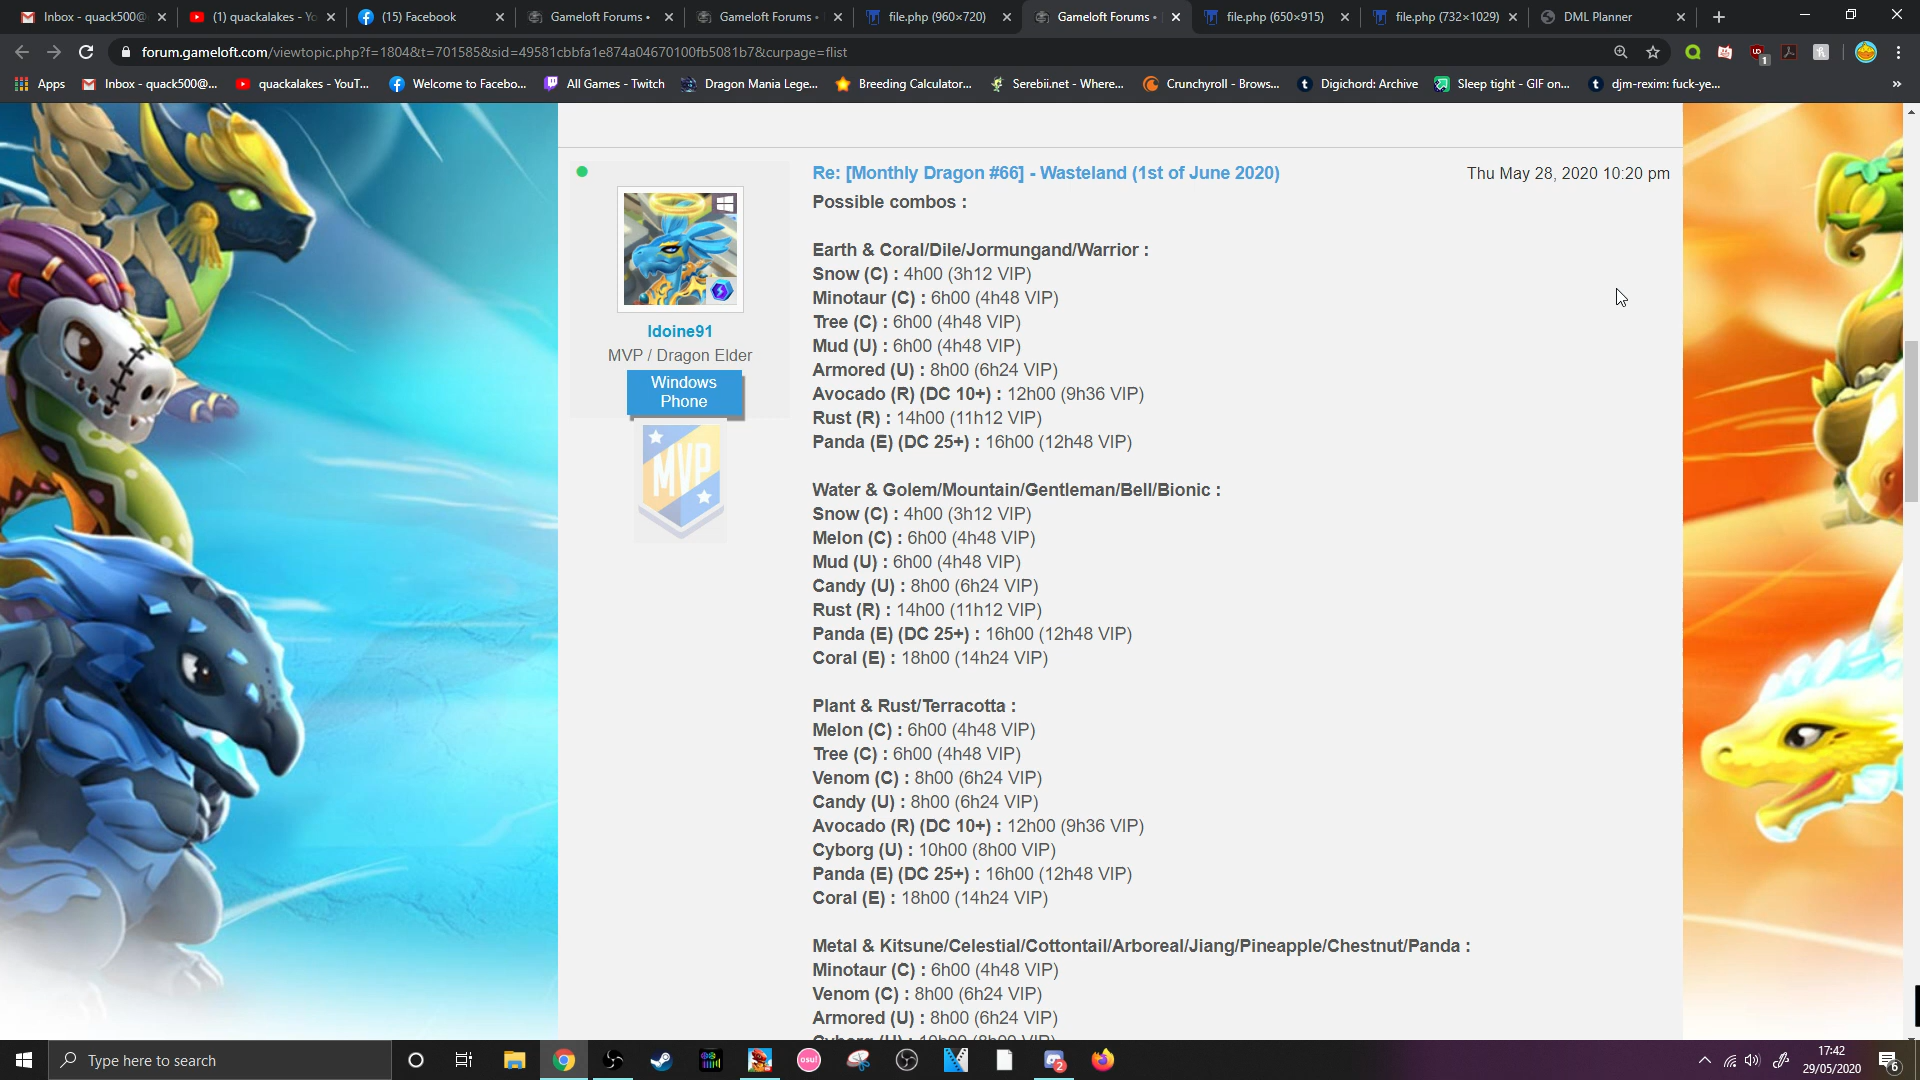 Inbox - quack500@
(1) quackalakes - Yo
(15) Facebook
Gameloft Forums •
Gameloft Forums •
file.php (960×720)
Gameloft Forums •
file.php (650×915)
file.php (732×1029)
DML Planner
forum.gameloft.com/viewtopic.php?f=1804&t=701585&sid=49581cbbfa1e874a04670100fb5081b7&curpage=flist
Apps
Inbox - quack500@...
quackalakes - YouT...
Welcome to Facebo...
All Games - Twitch
Dragon Mania Lege...
Breeding Calculator...
Serebii.net - Where...
Crunchyroll - Brows...
Digichord: Archive
Sleep tight - GIF on...
djm-rexim: fuck-ye...
Re: [Monthly Dragon #66] - Wasteland (1st of June 2020)
Thu May 28, 2020 10:20 pm
Possible combos :
Earth & Coral/Dile/Jormungand/Warrior :
Snow (C) : 4h00 (3h12 VIP)
Minotaur (C) : 6h00 (4h48 VIP)
Tree (C) : 6h00 (4h48 VIP)
Mud (U) : 6h00 (4h48 VIP)
Armored (U) : 8h00 (6h24 VIP)
Avocado (R) (DC 10+) : 12h00 (9h36 VIP)
Rust (R) : 14h00 (11h12 VIP)
Panda (E) (DC 25+) : 16h00 (12h48 VIP)
MVP / Dragon Elder
Windows
Phone
MVP
Water & Golem/Mountain/Gentleman/Bell/Bionic :
Snow (C) : 4h00 (3h12 VIP)
Melon (C) : 6h00 (4h48 VIP)
Mud (U) : 6h00 (4h48 VIP)
Candy (U) : 8h00 (6h24 VIP)
Rust (R) : 14h00 (11h12 VIP)
Panda (E) (DC 25+) : 16h00 (12h48 VIP)
Coral (E) : 18h00 (14h24 VIP)
Plant & Rust/Terracotta :
Melon (C) : 6h00 (4h48 VIP)
Tree (C) : 6h00 (4h48 VIP)
Venom (C) : 8h00 (6h24 VIP)
Candy (U) : 8h00 (6h24 VIP)
Avocado (R) (DC 10+) : 12h00 (9h36 VIP)
Cyborg (U) : 10h00 (8h00 VIP)
Panda (E) (DC 25+) : 16h00 (12h48 VIP)
Coral (E) : 18h00 (14h24 VIP)
Metal & Kitsune/Celestial/Cottontail/Arboreal/Jiang/Pineapple/Chestnut/Panda :
Minotaur (C) : 6h00 (4h48 VIP)
Venom (C) : 8h00 (6h24 VIP)
Armored (U) : 8h00 (6h24 VIP)
Cyborg (U) : 10h00 (8h00 VIP)
Type here to search
osu!
2
17:42
29/05/2020
6